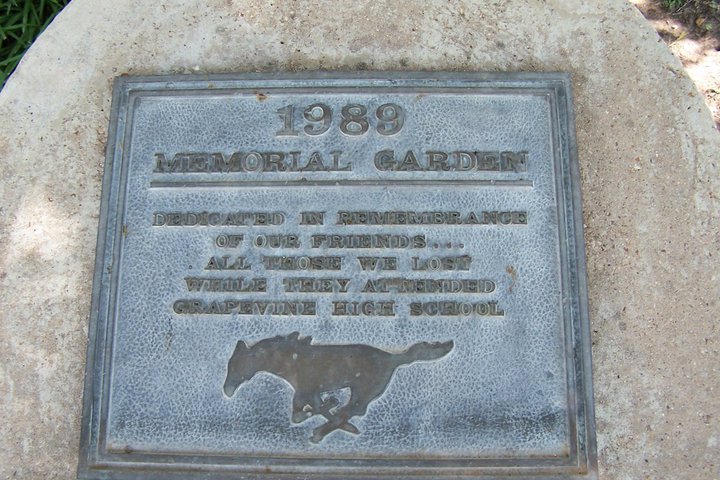 1989
MEMORIAL GARDEN
DEDICATED IN REMEMBRANCE
OF OUR FRIENDS....
ALL THOSE WE LOST
WHILE THEY ATTENDED
GRAPEVINE HIGH SCHOOL